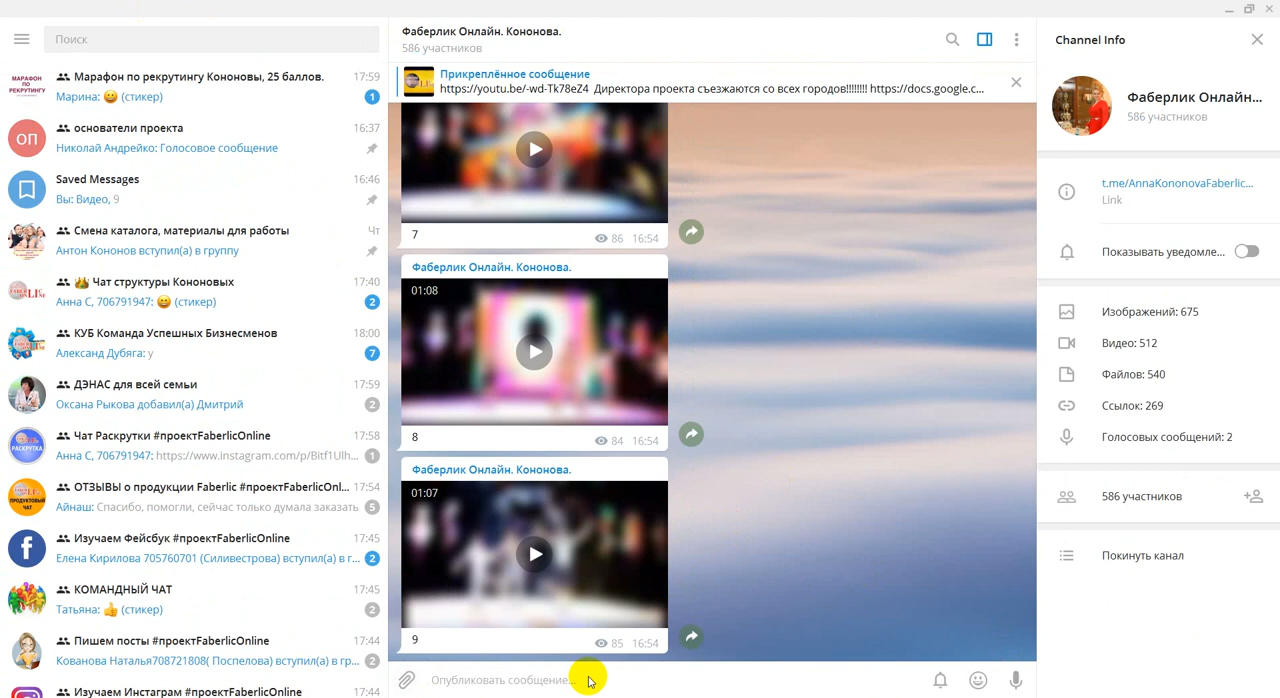 Поиск
МАРАФОН
ПО
РЕКРУТИНГУ
Марафон по рекрутингу Кононовы, 25 баллов.
17:59
Марина: 😀 (стикер)
1
ОП
основатели проекта
16:37
Николай Андрейко: Голосовое сообщение
Saved Messages
16:46
Вы: Видео, 9
Смена каталога, материалы для работы
Чт
Антон Кононов вступил(а) в группу
👑 Чат структуры Кононовых
17:40
Анна С, 706791947: 😄 (стикер)
2
КУБ Команда Успешных Бизнесменов
18:00
Александ Дубяга: у
7
ДЭНАС для всей семьи
17:59
Оксана Рыкова добавил(а) Дмитрий
2
РАСКРУТКА
Чат Раскрутки #проектFaberlicOnline
17:58
Анна С, 706791947: https://www.instagram.com/p/Bitf1Ulh...
1
ПРОДУКТОВЫЙ
ЧАТ
ОТЗЫВЫ о продукции Faberlic #проектFaberlicOnl...
17:54
Айнаш: Спасибо, помогли, сейчас только думала заказать
5
f
Изучаем Фейсбук #проектFaberlicOnline
17:45
Елена Кирилова 705760701 (Силивестрова) вступил(а) в г...
2
КОМАНДНЫЙ ЧАТ
17:45
Татьяна: 👍 (стикер)
2
Пишем посты #проектFaberlicOnline
17:44
Кованова Наталья708721808( Поспелова) вступил(а) в гр...
2
Изучаем Инстаграм #проектFaberlicOnline
17:44
Фаберлик Онлайн. Кононова.
586 участников
Прикреплённое сообщение
https://youtu.be/-wd-Tk78eZ4 Директора проекта съезжаются со всех городов!!!!!!!! https://docs.google.c...
7
86 16:54
Фаберлик Онлайн. Кононова.
01:08
8
84 16:54
Фаберлик Онлайн. Кононова.
01:07
9
85 16:54
Опубликовать сообщение...
Channel Info
Фаберлик Онлайн...
586 участников
t.me/AnnaKononovaFaberlic...
Link
Показывать уведомле...
Изображений: 675
Видео: 512
Файлов: 540
Ссылок: 269
Голосовых сообщений: 2
586 участников
Покинуть канал